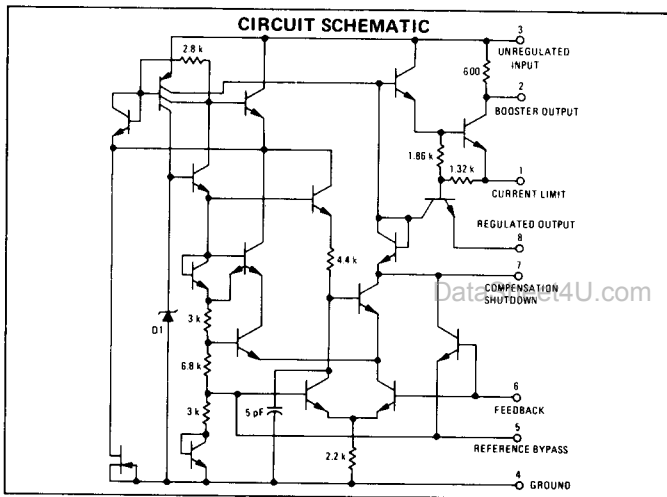 CIRCUIT SCHEMATIC
3
UNREGULATED
INPUT
2.8 k
600
2
BOOSTER OUTPUT
1.86 k
1.32 k
1
CURRENT LIMIT
REGULATED OUTPUT
8
4.4 k
7
COMPENSATION
SHUTDOWN
DataSheet4U.com
D1
3 k
6.8 k
6
FEEDBACK
3 k
5 pF
5
REFERENCE BYPASS
2.2 k
4
GROUND